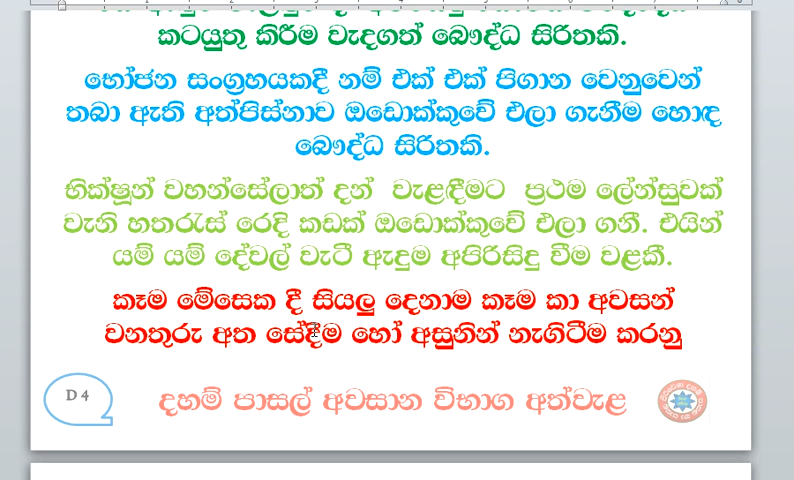 කටයුතු කිරීම වැදගත් බෞද්ධ සිරිතකි.
භෝජන සංග්‍රහයකදී නම් එක් එක් පිගාන වෙනුවෙන්
තබා ඇති අත්පිස්නාව ඔඩොක්කුවේ එලා ගැනීම හොඳ
බෞද්ධ සිරිතකි.
භික්ෂූන් වහන්සේලාත් දන් වැළඳීමට ප්‍රථම ලේන්සුවක්
වැනි හතරැස් රෙදි කඩක් ඔඩොක්කුවේ එලා ගනී. එයින්
යම් යම් දේවල් වැටී ඇඳුම අපිරිසිදු වීම වළකී.
කෑම මේසෙක දී සියලු දෙනාම කෑම කා අවසන්
වනතුරු අත සේදීම හෝ අසුනින් නැගිටීම කරනු
D 4
දහම් පාසල් අවසාන විභාග අත්වැළ